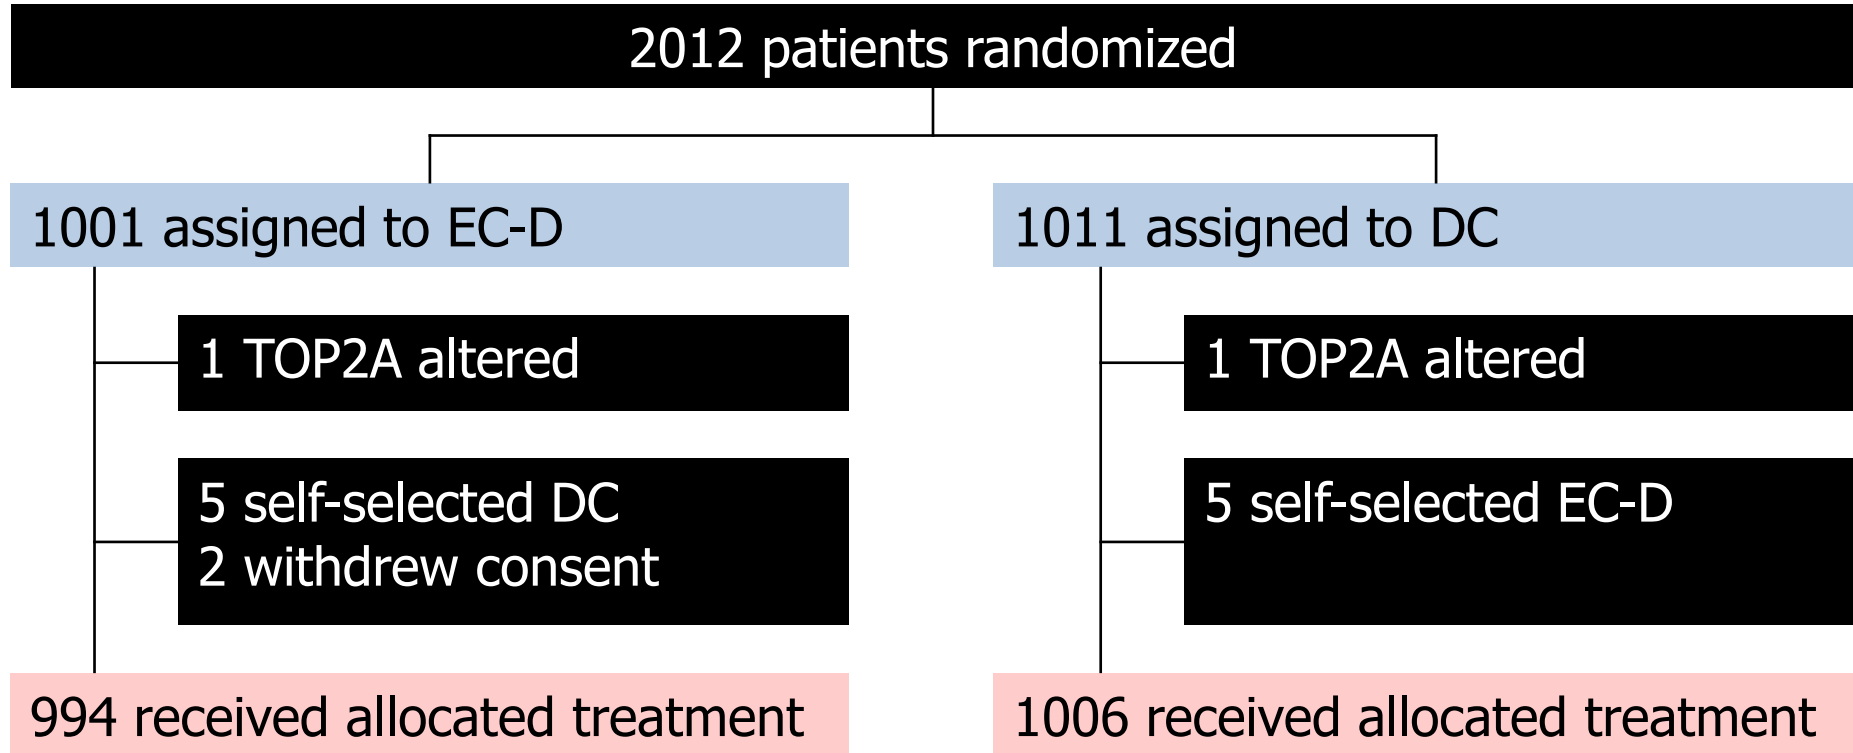 2012 patients randomized
1001 assigned to EC-D
1 TOP2A altered
5 self-selected DC
2 withdrew consent
994 received allocated treatment
1011 assigned to DC
1 TOP2A altered
5 self-selected EC-D
1006 received allocated treatment